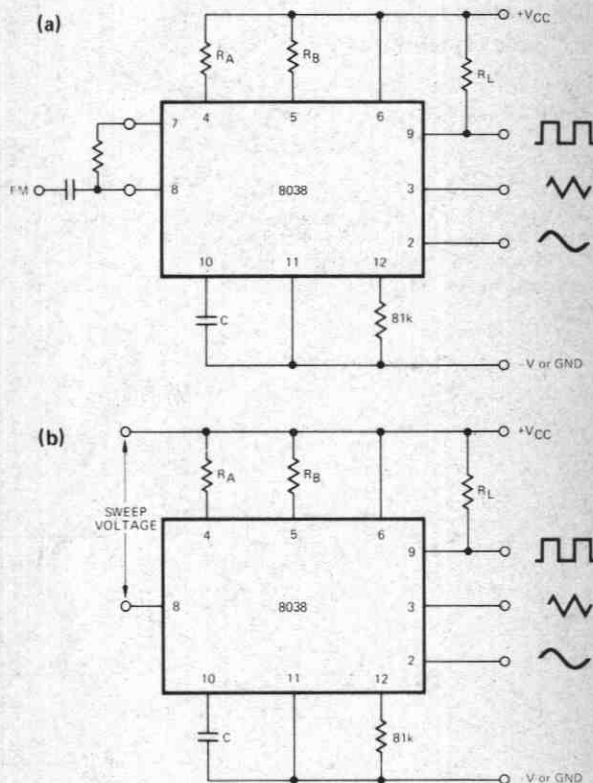 (a)
+VCC
RA
RB
RL
4
5
6
7
9
FM
8
8038
3
2
10
11
12
C
81k
-V or GND
(b)
+VCC
RA
RB
RL
SWEEP
VOLTAGE
4
5
6
9
8
8038
3
2
10
11
12
C
81k
-V or GND